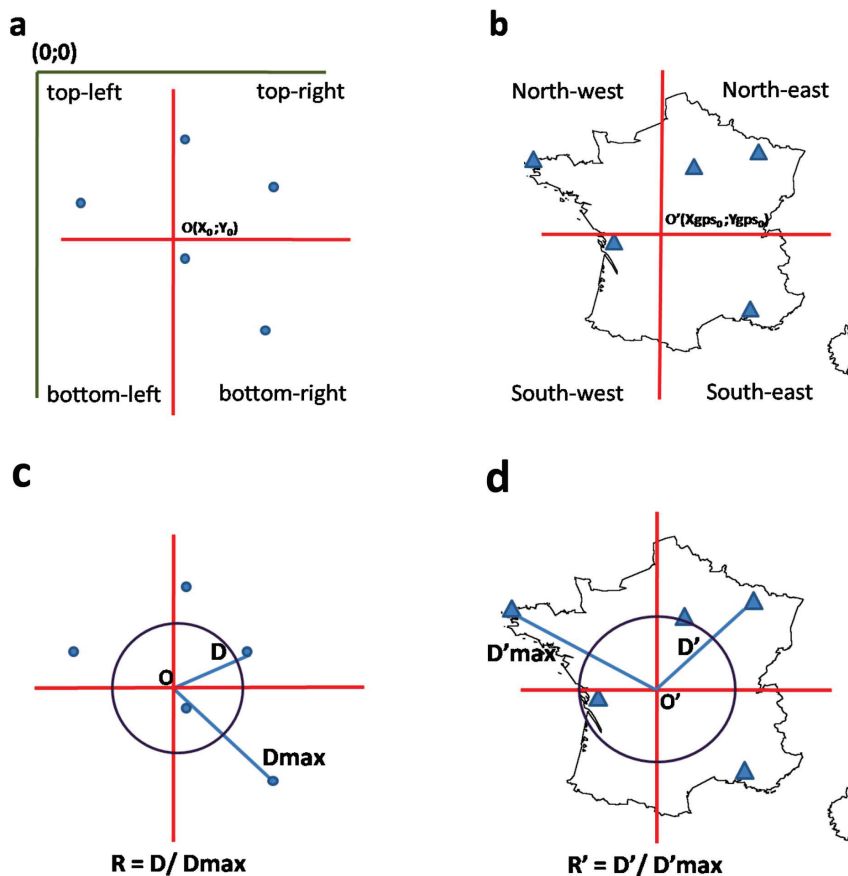 a
(0;0)
top-left
top-right
O(X₀;Y₀)
bottom-left
bottom-right
b
North-west
North-east
O'(Xgps₀;Ygps₀)
South-west
South-east
c
D
O
Dmax
R = D/ Dmax
d
D'max
D'
O'
R' = D'/ D'max